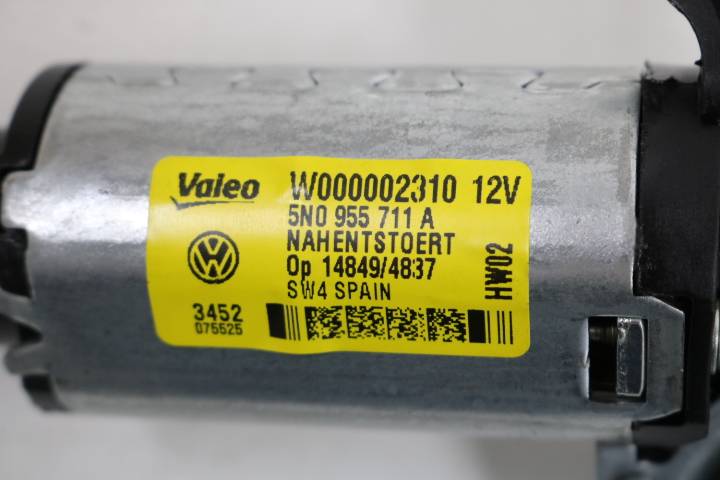 Valeo W000002310 12V
5N0 955 711 A
NAHENTSTOERT
Op 14849/4837
SW4 SPAIN
HW02
3452
075525